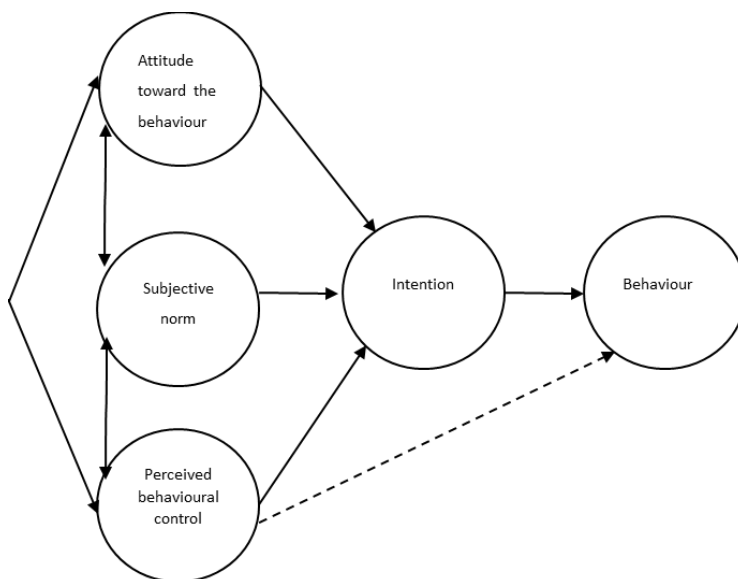 Attitude
toward the
behaviour
Subjective
norm
Intention
Behaviour
Perceived
behavioural
control